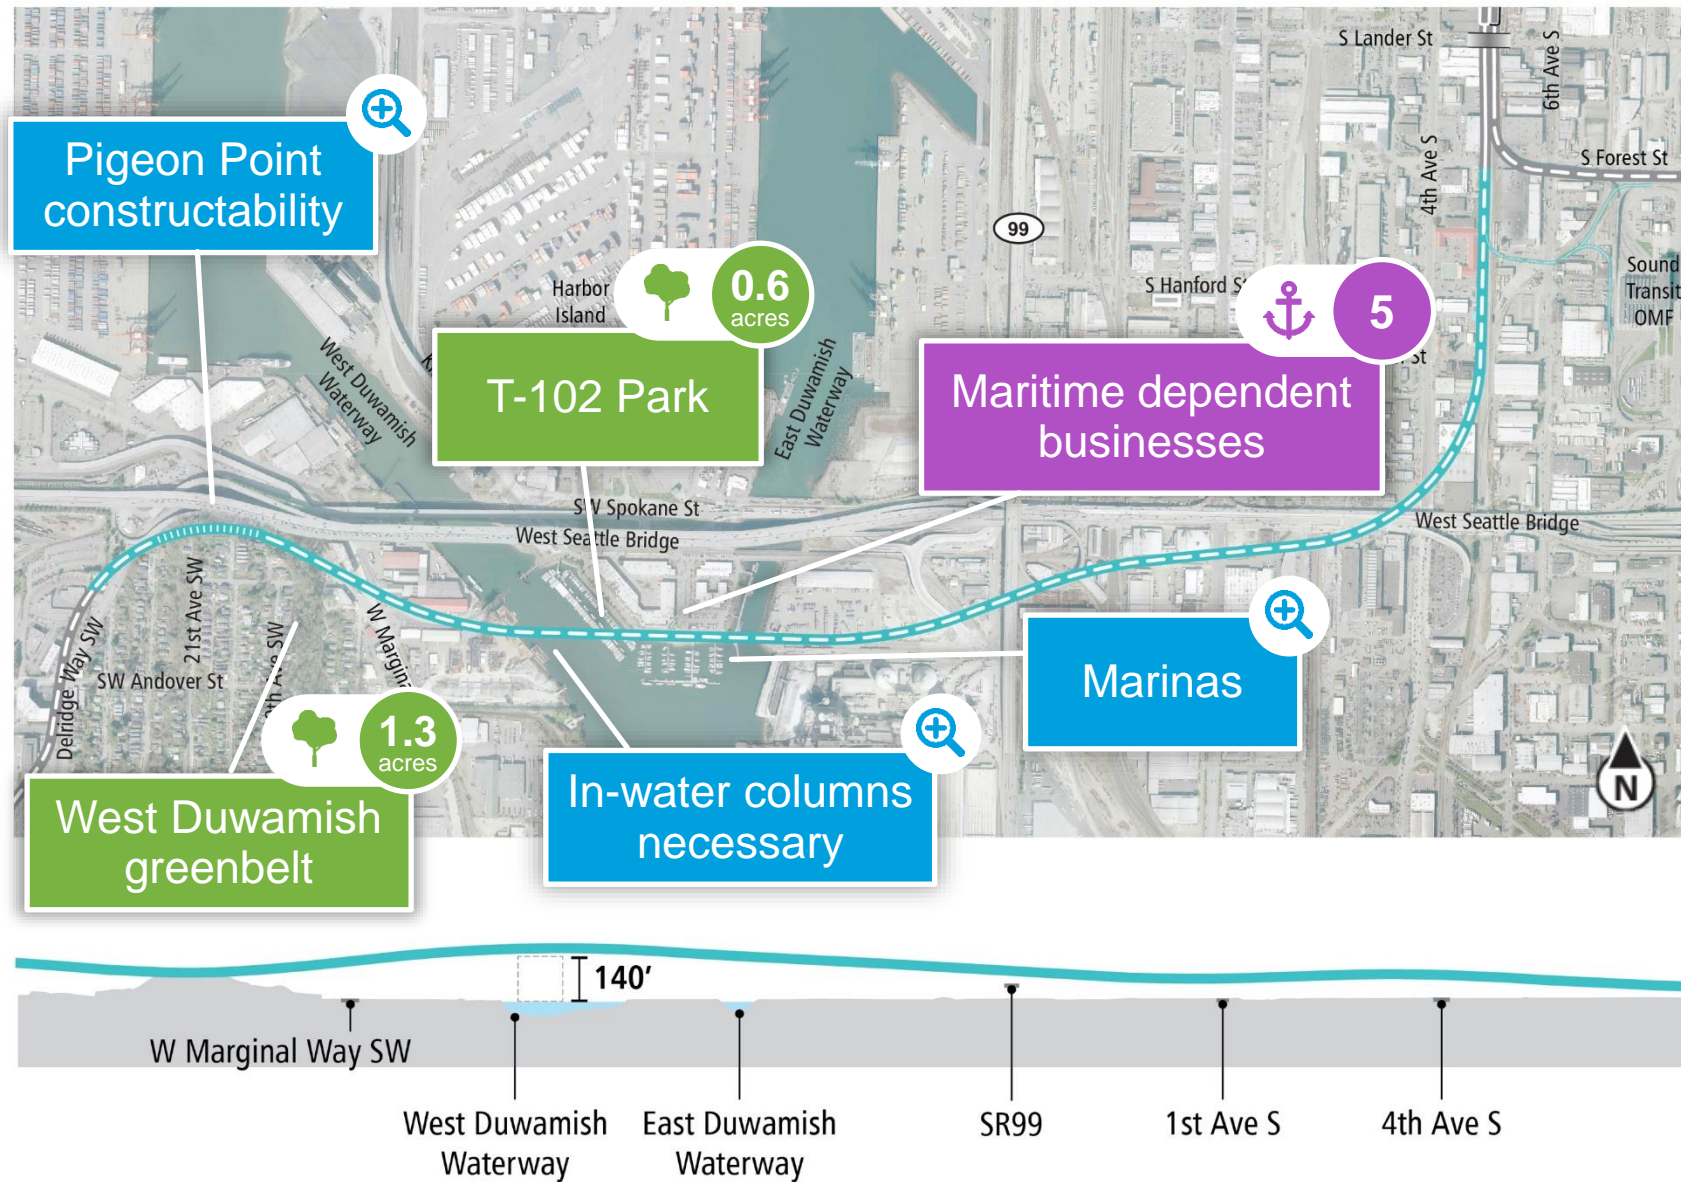 S Lander St
6th Ave S
4th Ave S
S Forest St
Pigeon Point
constructability
99
Harbor
Island
0.6
acres
S Hanford St
5
Sound
Transit
OMF
St
West Duwamish
Waterway
T-102 Park
East Duwamish
Waterway
Maritime dependent
businesses
SW Spokane St
West Seattle Bridge
West Seattle Bridge
Delridge Way SW
21st Ave SW
SW Andover St
Ave SW
W Marginal
Marinas
1.3
acres
West Duwamish
greenbelt
In-water columns
necessary
N
140’
W Marginal Way SW
West Duwamish
Waterway
East Duwamish
Waterway
SR99
1st Ave S
4th Ave S